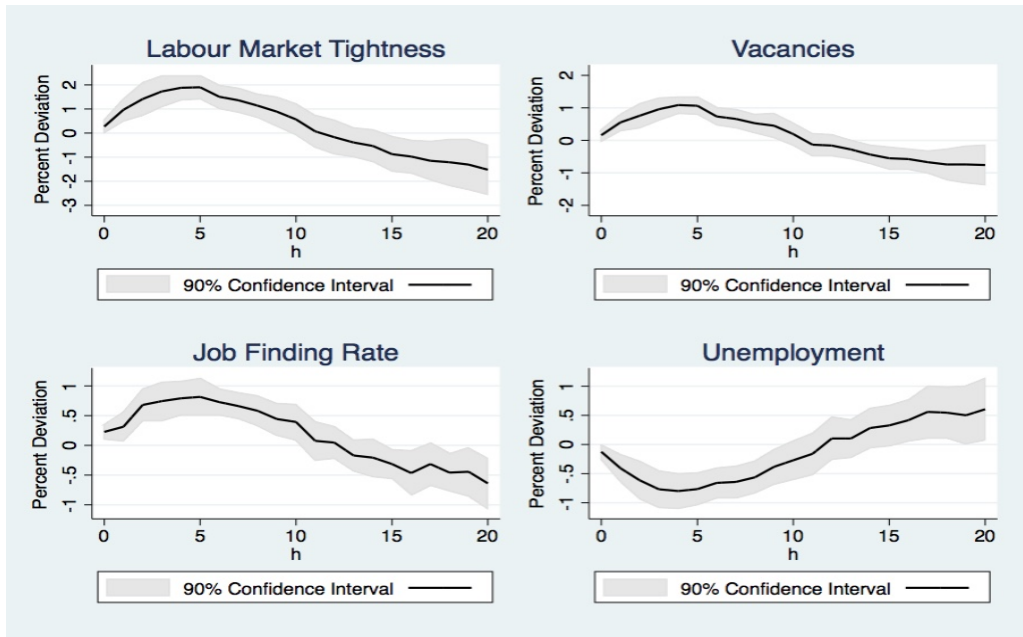 Labour Market Tightness
Percent Deviation
2
1
0
-1
-2
-3
0 5 10 15 20
h
90% Confidence Interval
Vacancies
Percent Deviation
2
1
0
-1
-2
0 5 10 15 20
h
90% Confidence Interval
Job Finding Rate
Percent Deviation
1
.5
0
-.5
-1
0 5 10 15 20
h
90% Confidence Interval
Unemployment
Percent Deviation
1
.5
0
-.5
-1
0 5 10 15 20
h
90% Confidence Interval